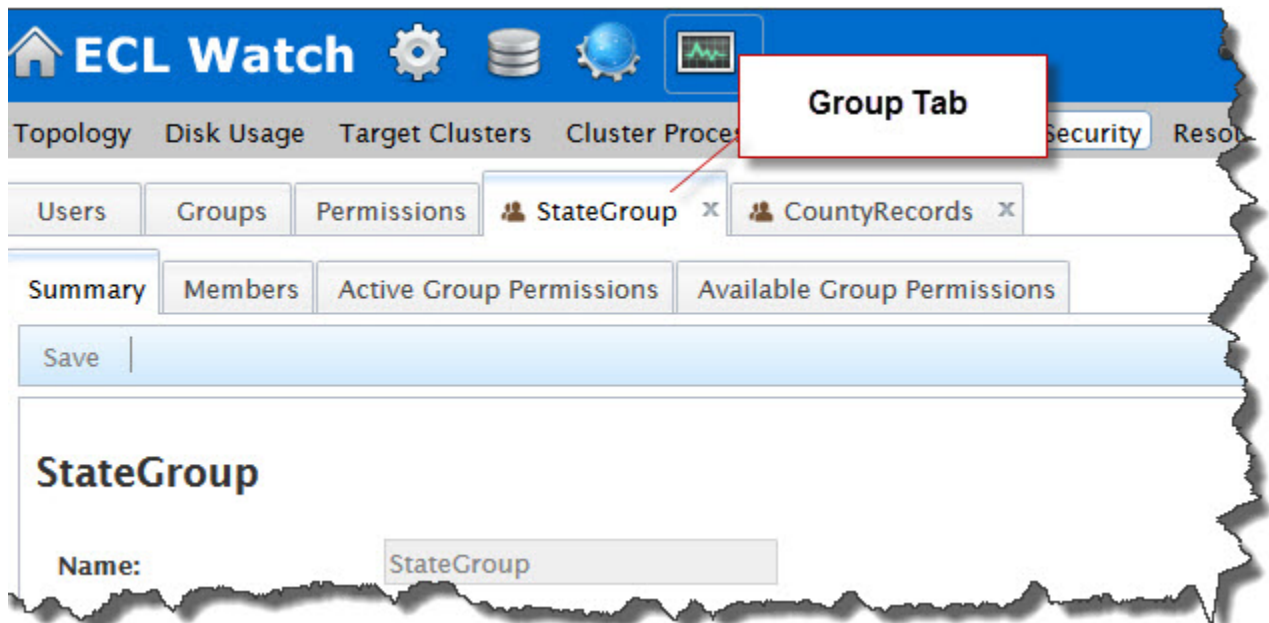 ECL Watch
Group Tab
Topology Disk Usage Target Clusters Cluster Security
Users Groups Permissions StateGroup x CountyRecords x
Summary Members Active Group Permissions Available Group Permissions
Save
StateGroup
Name: StateGroup